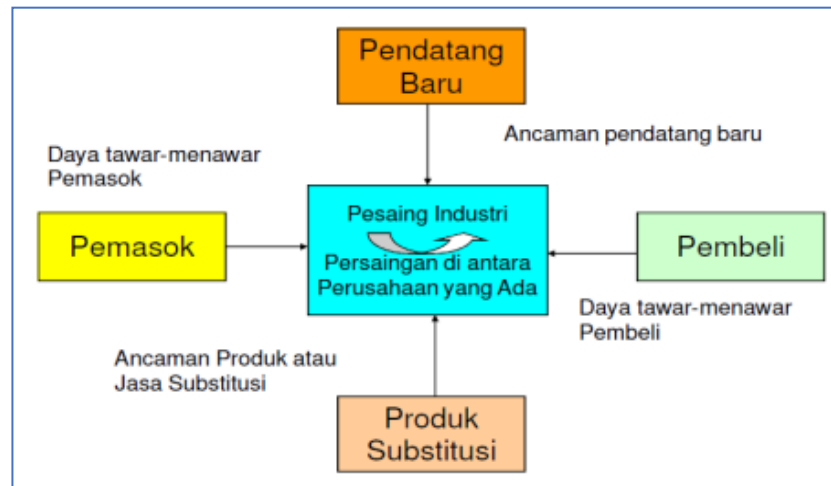 Pendatang
Baru
Ancaman pendatang baru
Daya tawar-menawar
Pemasok
Pemasok
Pesaing Industri
Persaingan di antara
Perusahaan yang Ada
Pembeli
Daya tawar-menawar
Pembeli
Ancaman Produk atau
Jasa Substitusi
Produk
Substitusi